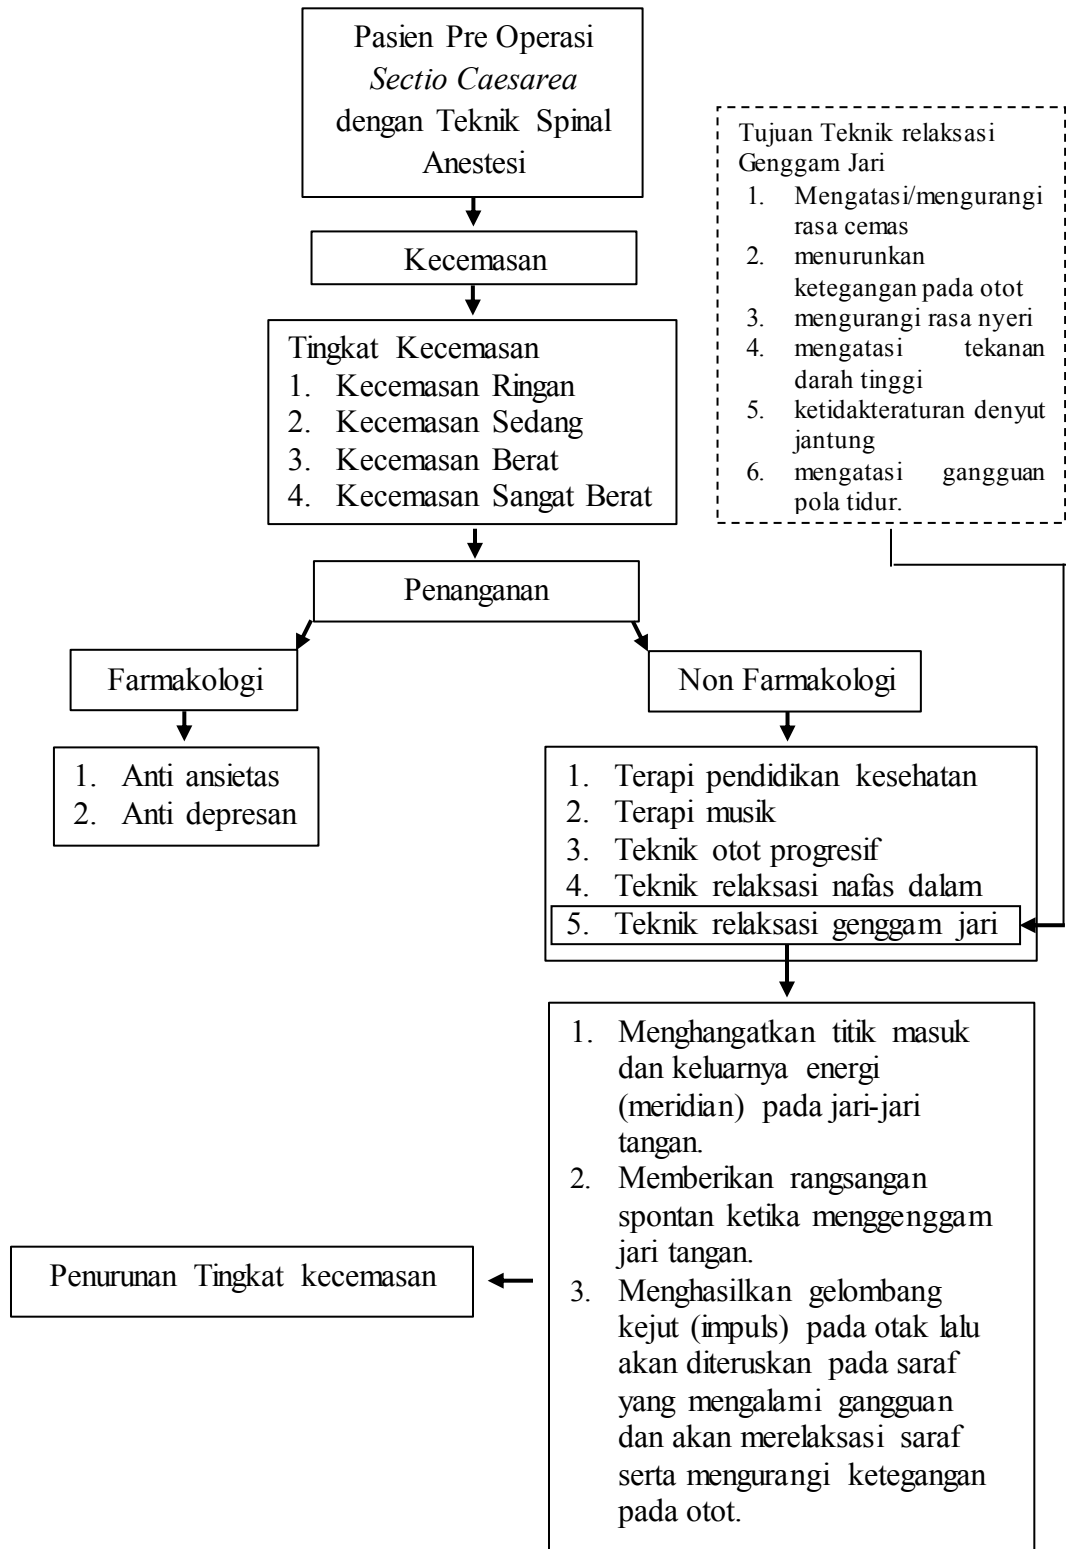 Pasien Pre Operasi
Sectio Caesarea
dengan Teknik Spinal
Anestesi
Kecemasan
Tingkat Kecemasan
1. Kecemasan Ringan
2. Kecemasan Sedang
3. Kecemasan Berat
4. Kecemasan Sangat Berat
Tujuan Teknik relaksasi
Genggam Jari
1. Mengatasi/mengurangi
rasa cemas
2. menurunkan
ketegangan pada otot
3. mengurangi rasa nyeri
4. mengatasi tekanan
darah tinggi
5. ketidakteraturan denyut
jantung
6. mengatasi gangguan
pola tidur.
Penanganan
Farmakologi
Non Farmakologi
1. Anti ansietas
2. Anti depresan
1. Terapi pendidikan kesehatan
2. Terapi musik
3. Teknik otot progresif
4. Teknik relaksasi nafas dalam
5. Teknik relaksasi genggam jari
1. Menghangatkan titik masuk
dan keluarnya energi
(meridian) pada jari-jari
tangan.
2. Memberikan rangsangan
spontan ketika menggenggam
jari tangan.
3. Menghasilkan gelombang
kejut (impuls) pada otak lalu
akan diteruskan pada saraf
yang mengalami gangguan
dan akan merelaksasi saraf
serta mengurangi ketegangan
pada otot.
Penurunan Tingkat kecemasan